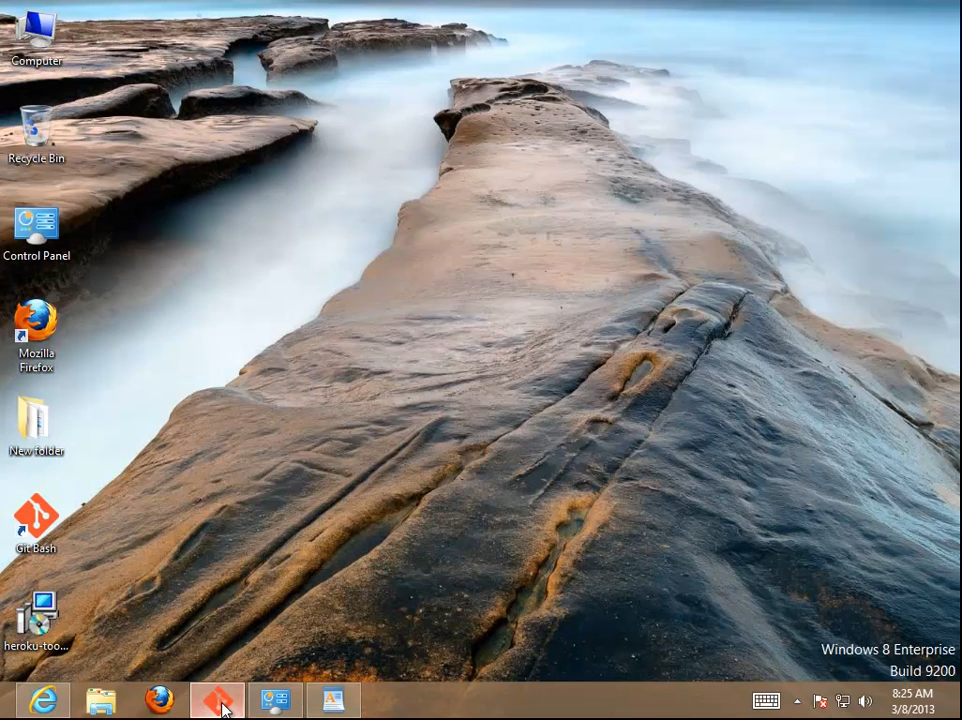 Computer
Recycle Bin
Control Panel
Mozilla
Firefox
New folder
Git Bash
heroku-too...
Windows 8 Enterprise
Build 9200
8:25 AM
3/8/2013